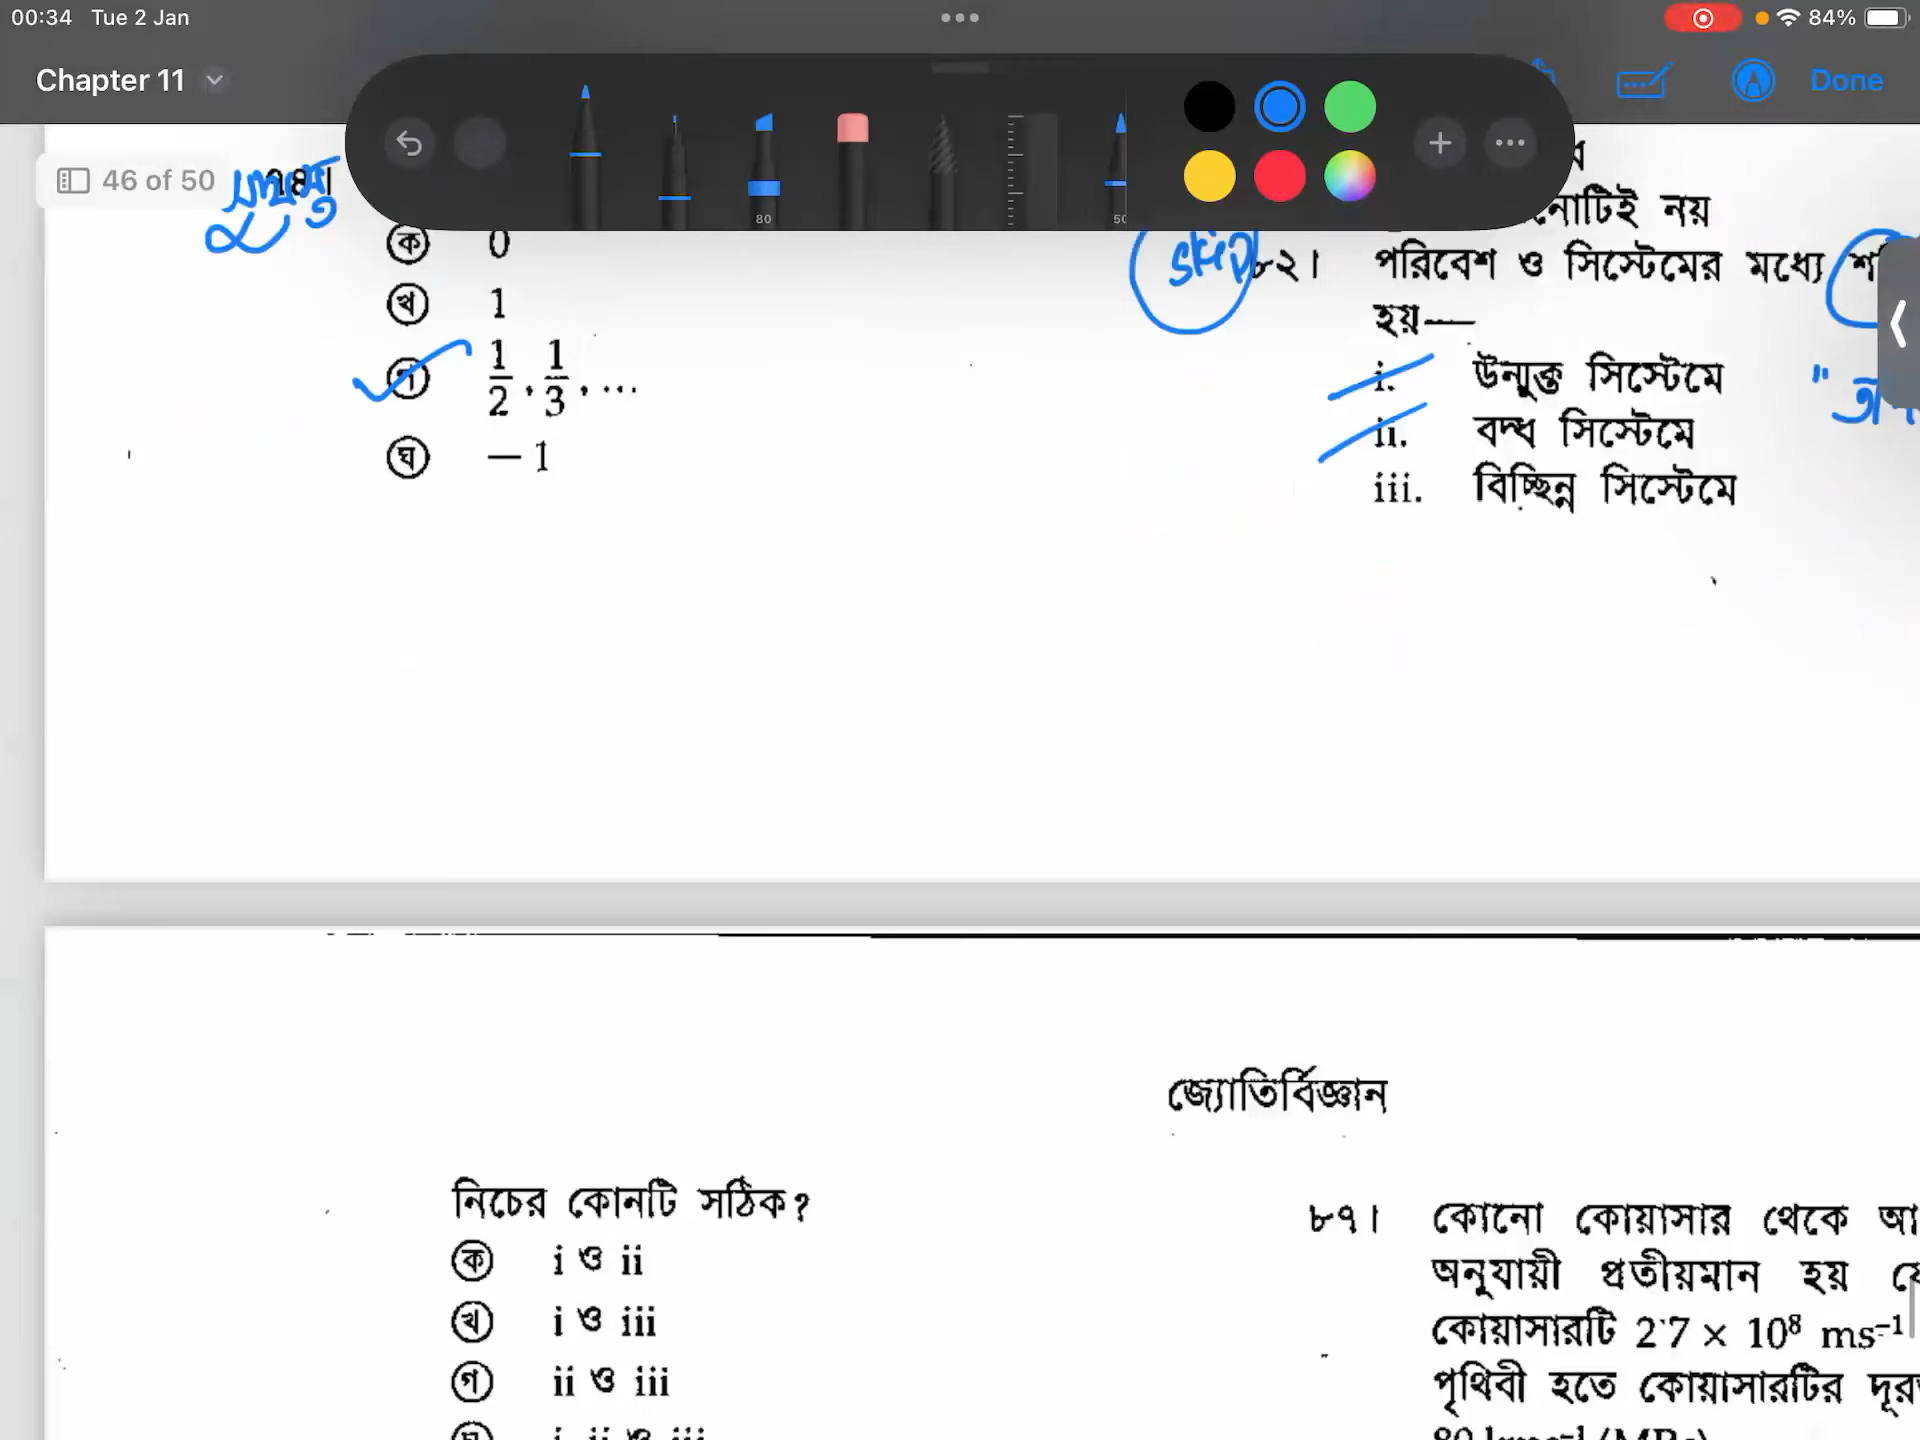 00:34 Tue 2 Jan
84%
Chapter 11
Done
46 of 50
80
50
ক 0
খ 1
গ 1/2, 1/3, ...
ঘ – 1
নোটিই নয়
skip
৮২। পরিবেশ ও সিস্টেমের মধ্যে
হয়—
i. উন্মুক্ত সিস্টেমে
ii. বদ্ধ সিস্টেমে
iii. বিচ্ছিন্ন সিস্টেমে
জ্যোতির্বিজ্ঞান
নিচের কোনটি সঠিক?
ক i ও ii
খ i ও iii
গ ii ও iii
৮৭। কোনো কোয়াসার থেকে আ
অনুযায়ী প্রতীয়মান হয় যে
কোয়াসারটি 2·7 × 10⁸ ms⁻¹
পৃথিবী হতে কোয়াসারটির দূরত